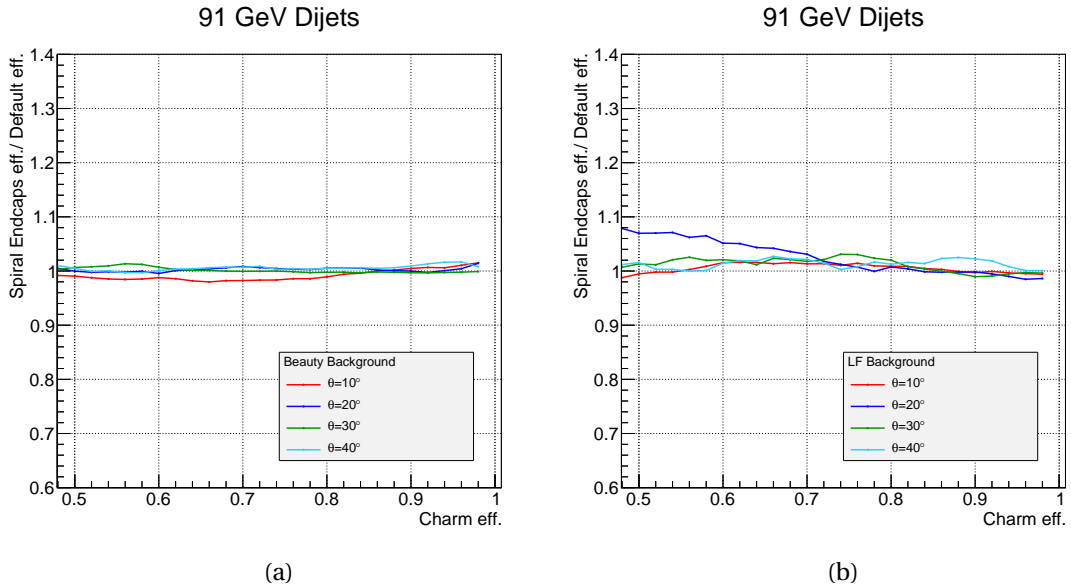 91 GeV Dijets
Spiral Endcaps eff./ Default eff.
1.4
1.3
1.2
1.1
1
0.9
0.8
0.7
0.6
Beauty Background
θ=10°
θ=20°
θ=30°
θ=40°
0.5 0.6 0.7 0.8 0.9 1
Charm eff.
(a)
91 GeV Dijets
Spiral Endcaps eff./ Default eff.
1.4
1.3
1.2
1.1
1
0.9
0.8
0.7
0.6
LF Background
θ=10°
θ=20°
θ=30°
θ=40°
0.5 0.6 0.7 0.8 0.9 1
Charm eff.
(b)